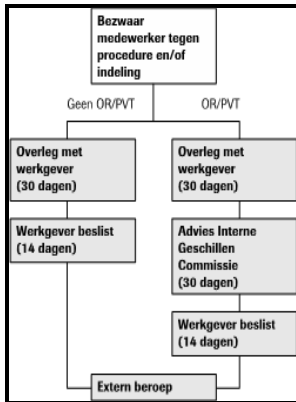 Bezwaar
medewerker tegen
procedure en/of
indeling
Geen OR/PVT
OR/PVT
Overleg met
werkgever
(30 dagen)
Werkgever beslist
(14 dagen)
Overleg met
werkgever
(30 dagen)
Advies Interne
Geschillen
Commissie
(30 dagen)
Werkgever beslist
(14 dagen)
Extern beroep